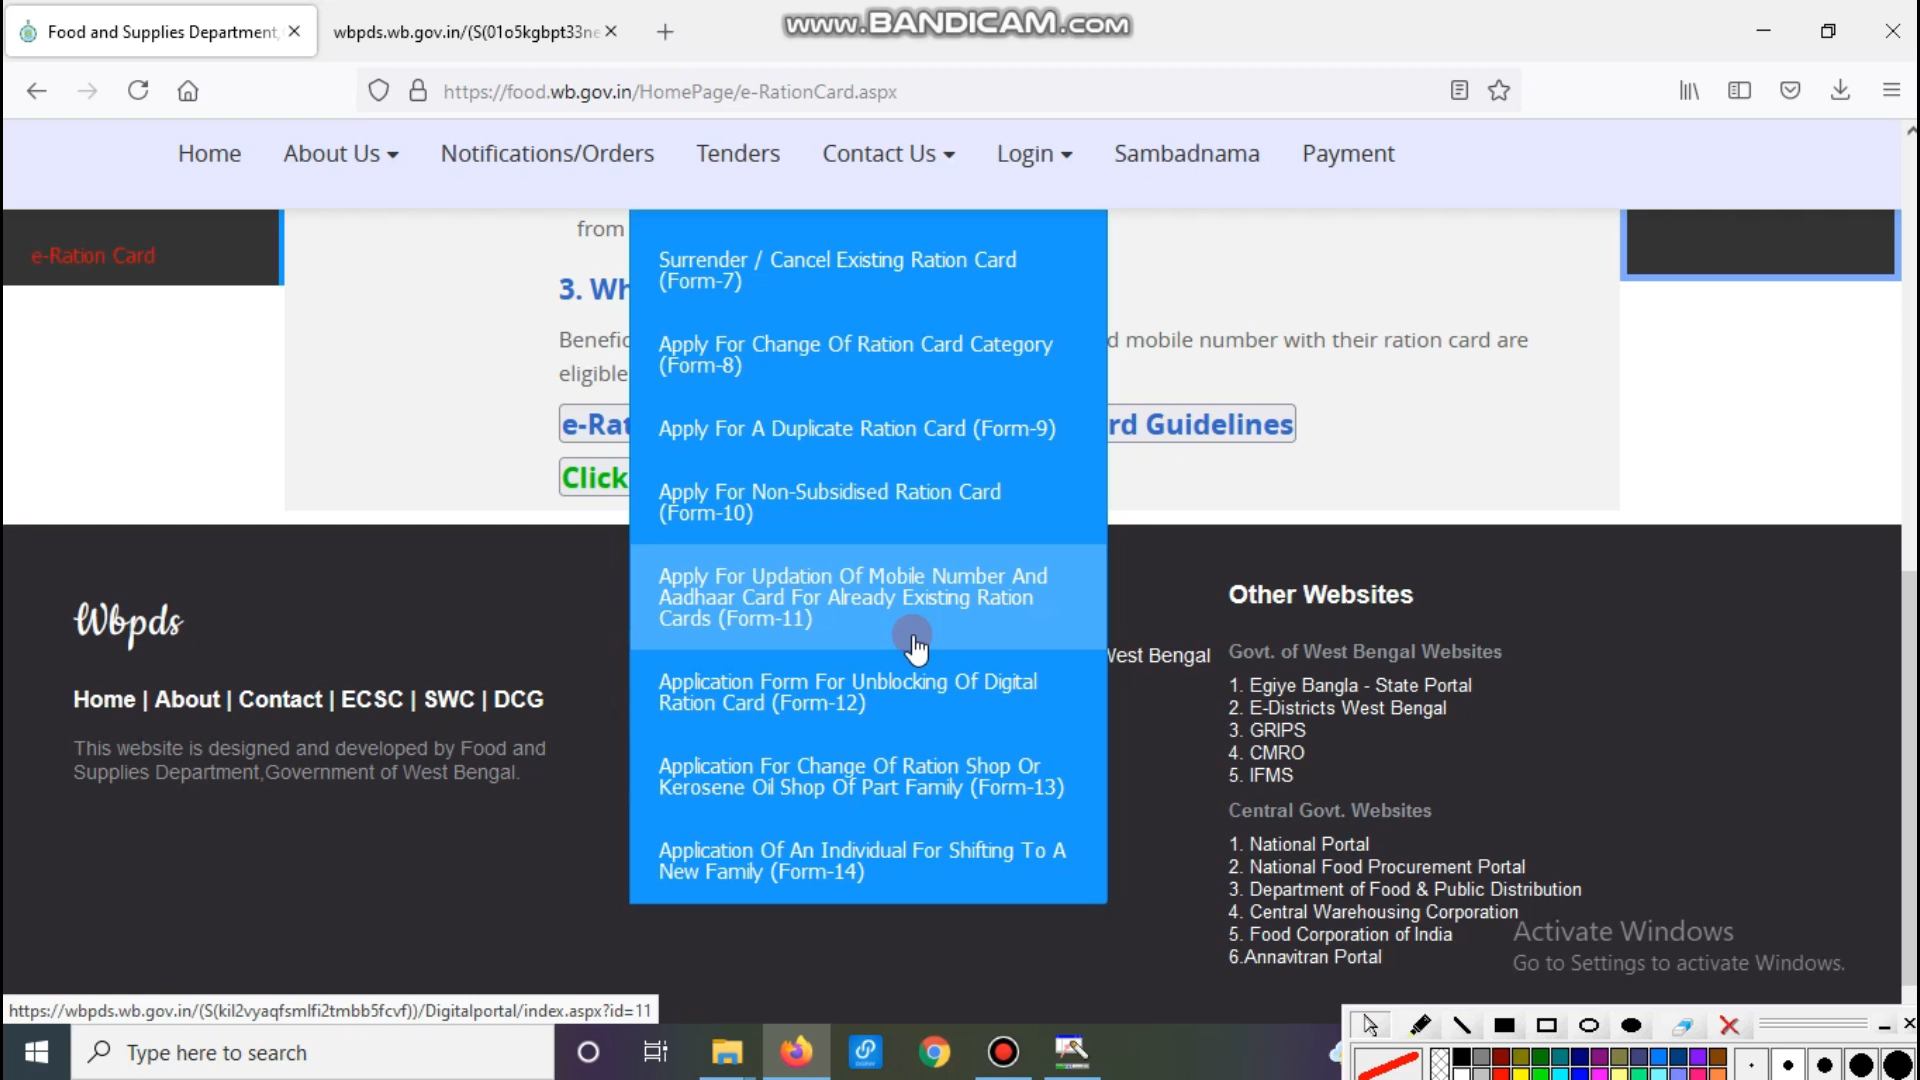 Food and Supplies Department,
wbpds.wb.gov.in/(S(01o5kgbpt33ne
www.BANDICAM.com
https://food.wb.gov.in/HomePage/e-RationCard.aspx
Home About Us Notifications/Orders Tenders Contact Us Login Sambadnama Payment
e-Ration Card
from
Surrender / Cancel Existing Ration Card
(Form-7)
3. Wh
Apply For Change Of Ration Card Category
(Form-8)
Benefic
d mobile number with their ration card are
eligible
Apply For A Duplicate Ration Card (Form-9)
e-Rat
rd Guidelines
Click
Apply For Non-Subsidised Ration Card
(Form-10)
Apply For Updation Of Mobile Number And
Aadhaar Card For Already Existing Ration
Cards (Form-11)
Application Form For Unblocking Of Digital
Ration Card (Form-12)
Application For Change Of Ration Shop Or
Kerosene Oil Shop Of Part Family (Form-13)
Application Of An Individual For Shifting To A
New Family (Form-14)
Wbpds
Home | About | Contact | ECSC | SWC | DCG
This website is designed and developed by Food and
Supplies Department,Government of West Bengal.
West Bengal
Other Websites
Govt. of West Bengal Websites
1. Egiye Bangla - State Portal
2. E-Districts West Bengal
3. GRIPS
4. CMRO
5. IFMS
Central Govt. Websites
1. National Portal
2. National Food Procurement Portal
3. Department of Food & Public Distribution
4. Central Warehousing Corporation
5. Food Corporation of India
6.Annavitran Portal
Activate Windows
Go to Settings to activate Windows.
https://wbpds.wb.gov.in/(S(kil2vyaqfsmlfi2tmbb5fcvf))/Digitalportal/index.aspx?id=11
Type here to search